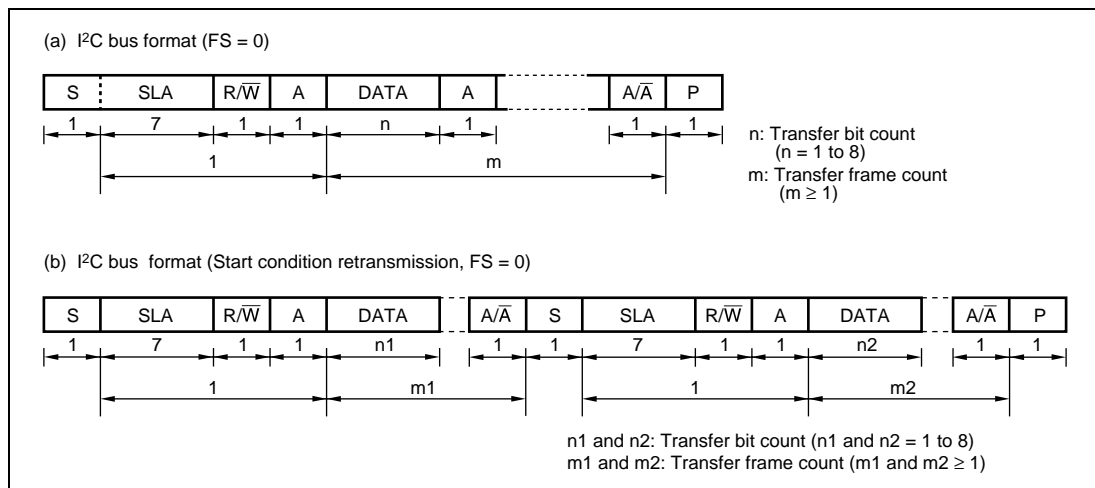 (a) I²C bus format (FS = 0)
S SLA R/W̅ A DATA A A/A̅ P
1 7 1 1 n 1 1 1
1 m
n: Transfer bit count
(n = 1 to 8)
m: Transfer frame count
(m ≥ 1)
(b) I²C bus format (Start condition retransmission, FS = 0)
S SLA R/W̅ A DATA A/A̅ S SLA R/W̅ A DATA A/A̅ P
1 7 1 1 n1 1 1 7 1 1 n2 1 1
1 m1 1 m2
n1 and n2: Transfer bit count (n1 and n2 = 1 to 8)
m1 and m2: Transfer frame count (m1 and m2 ≥ 1)